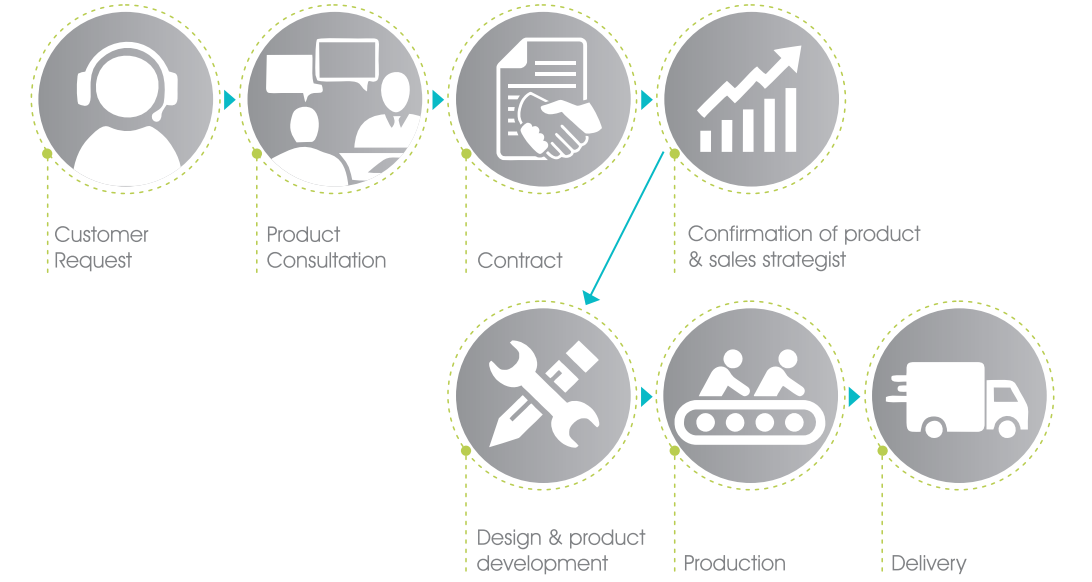 Customer
Request
Product
Consultation
Contract
Confirmation of product
& sales strategist
Design & product
development
Production
Delivery